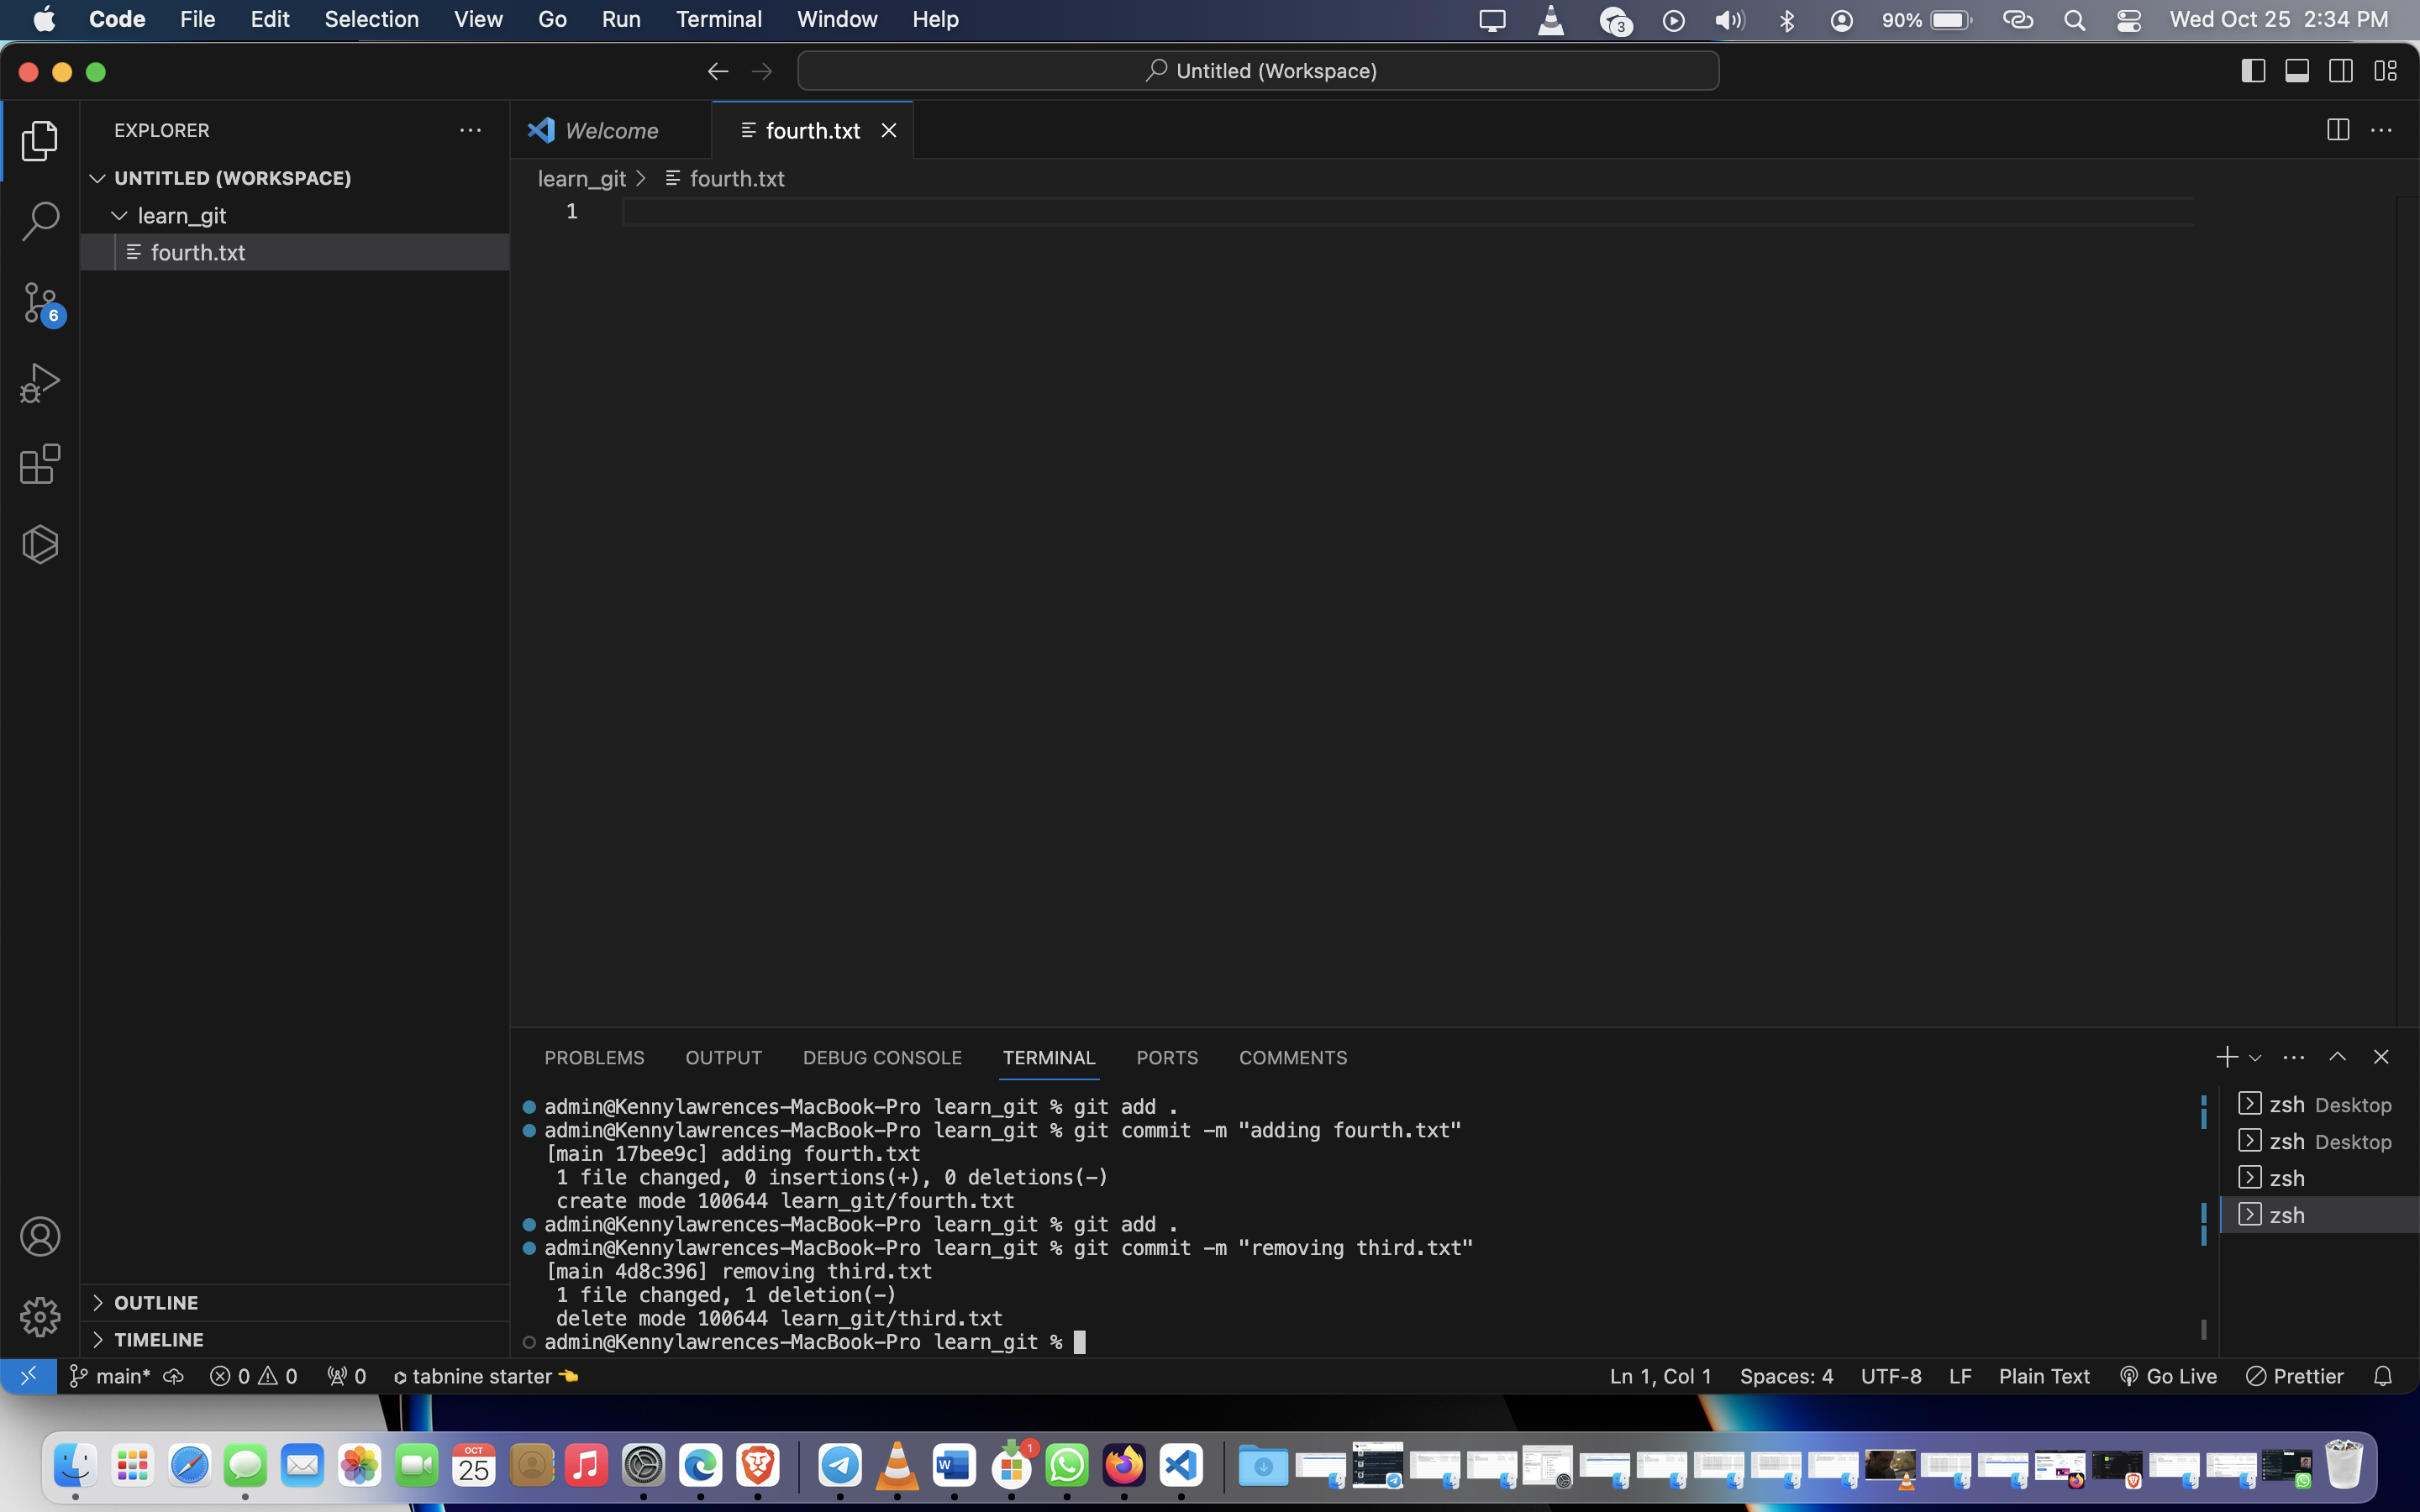 Code File Edit Selection View Go Run Terminal Window Help 3 90% Wed Oct 25 2:34 PM
Untitled (Workspace)
EXPLORER
Welcome
fourth.txt
UNTITLED (WORKSPACE)
learn_git
fourth.txt
learn_git > fourth.txt
1
6
PROBLEMS OUTPUT DEBUG CONSOLE TERMINAL PORTS COMMENTS
admin@Kennylawrences-MacBook-Pro learn_git % git add .
admin@Kennylawrences-MacBook-Pro learn_git % git commit -m "adding fourth.txt"
[main 17bee9c] adding fourth.txt
1 file changed, 0 insertions(+), 0 deletions(-)
create mode 100644 learn_git/fourth.txt
admin@Kennylawrences-MacBook-Pro learn_git % git add .
admin@Kennylawrences-MacBook-Pro learn_git % git commit -m "removing third.txt"
[main 4d8c396] removing third.txt
1 file changed, 1 deletion(-)
delete mode 100644 learn_git/third.txt
admin@Kennylawrences-MacBook-Pro learn_git %
zsh Desktop
zsh Desktop
zsh
zsh
OUTLINE
TIMELINE
main* 0 0 0 tabnine starter Ln 1, Col 1 Spaces: 4 UTF-8 LF Plain Text Go Live Prettier
OCT
25
W
1